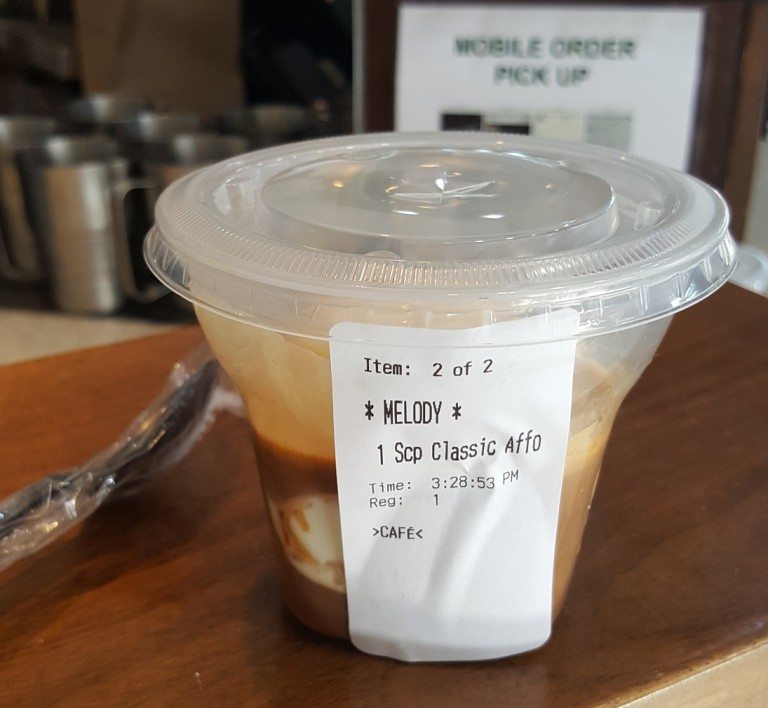 MOBILE ORDER
PICK UP
Item: 2 of 2
* MELODY *
1 Scp Classic Affo
Time: 3:28:53 PM
Reg: 1
>CAFÉ<